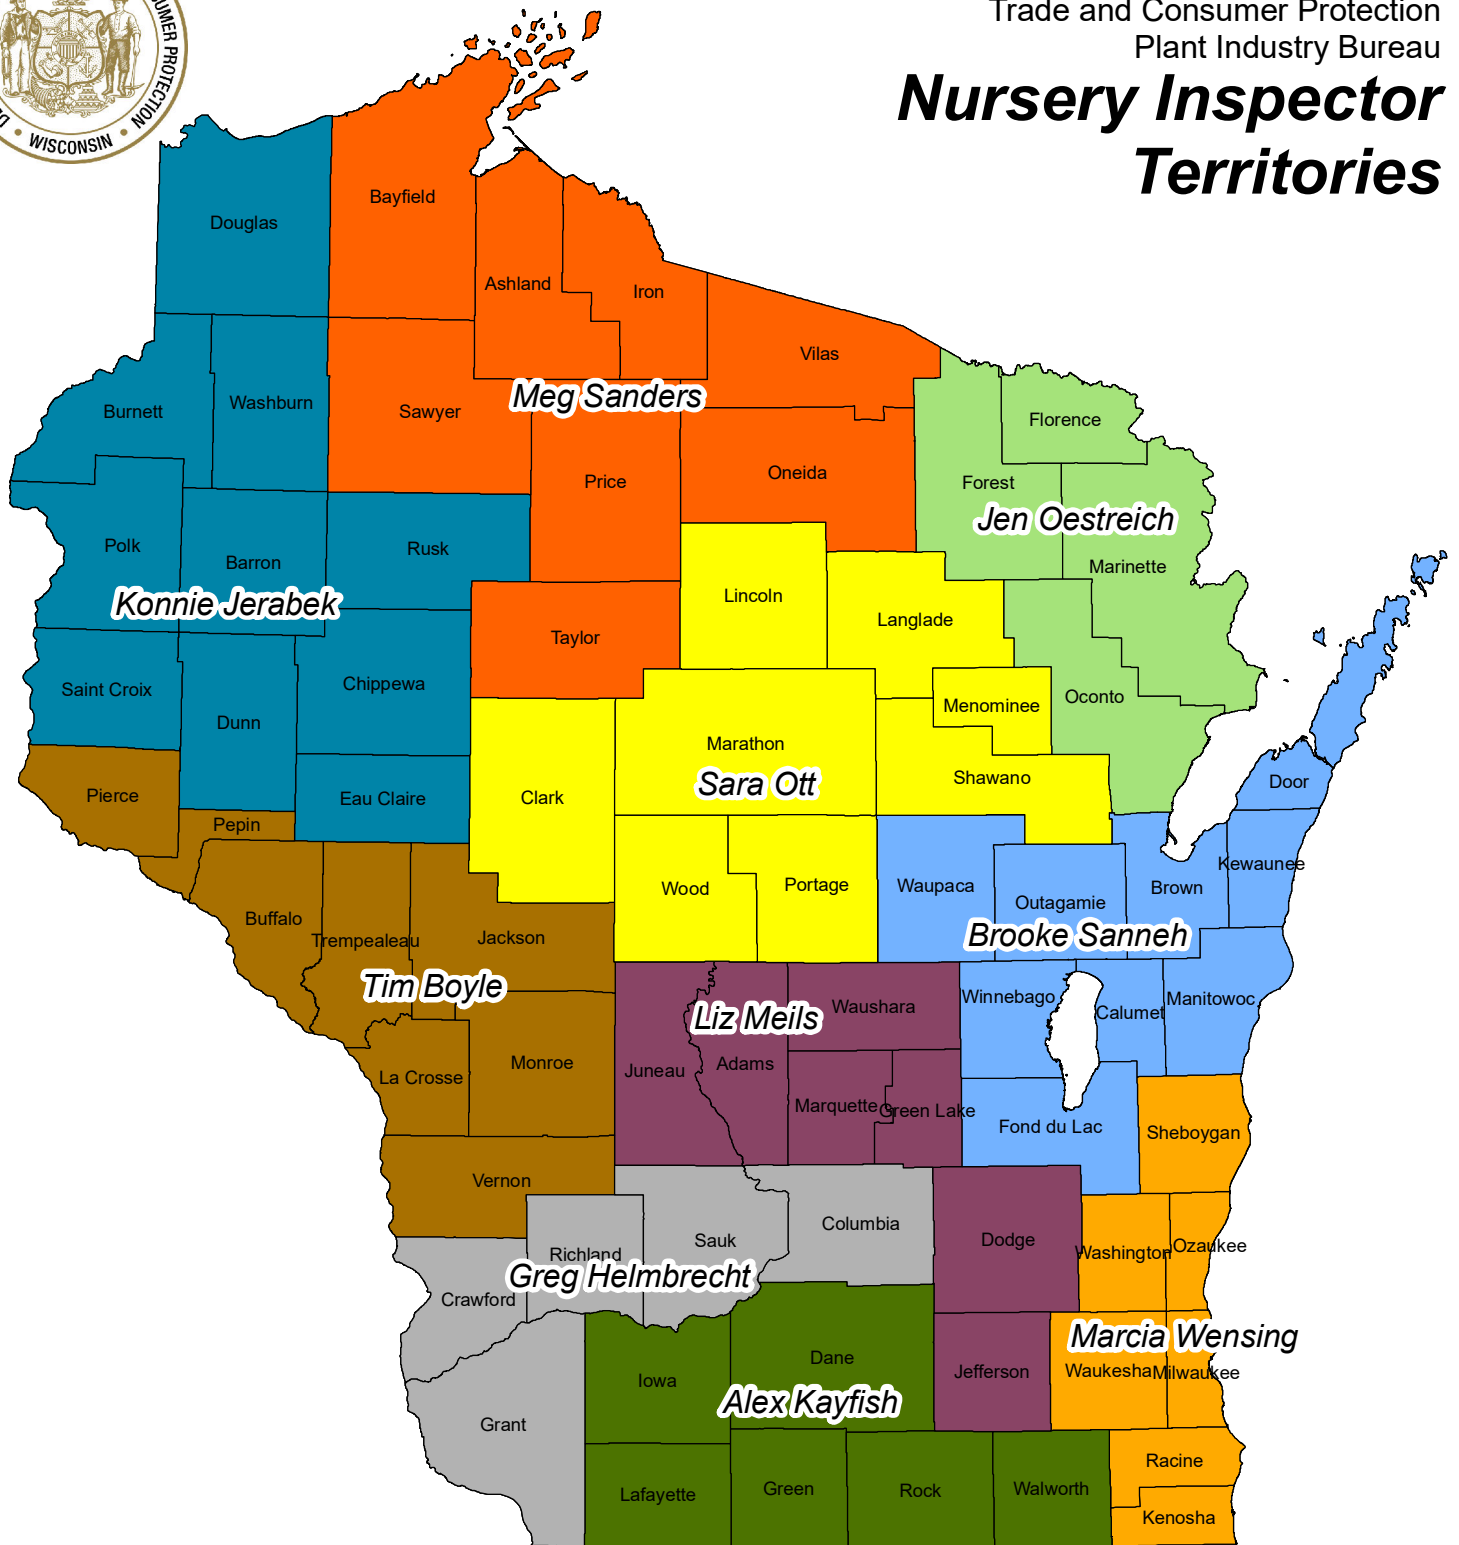 Trade and Consumer Protection
Plant Industry Bureau
Nursery Inspector
Territories
UMER PROTECTION
• WISCONSIN •
Bayfield
Douglas
Ashland
Iron
Vilas
Meg Sanders
Washburn
Burnett
Sawyer
Florence
Oneida
Price
Forest
Jen Oestreich
Polk
Rusk
Barron
Marinette
Konnie Jerabek
Lincoln
Langlade
Taylor
Saint Croix
Chippewa
Oconto
Menominee
Dunn
Marathon
Shawano
Sara Ott
Door
Pierce
Eau Claire
Clark
Pepin
Kewaunee
Wood
Portage
Waupaca
Brown
Outagamie
Buffalo
Trempealeau
Jackson
Brooke Sanneh
Tim Boyle
Winnebago
Manitowoc
Waushara
Calumet
Liz Meils
Monroe
Adams
Juneau
La Crosse
Marquette
Green Lake
Fond du Lac
Sheboygan
Vernon
Columbia
Sauk
Dodge
Ozaukee
Washington
Richland
Greg Helmbrecht
Crawford
Marcia Wensing
Dane
Jefferson
Waukesha
Milwaukee
Iowa
Alex Kayfish
Grant
Racine
Green
Walworth
Rock
Lafayette
Kenosha